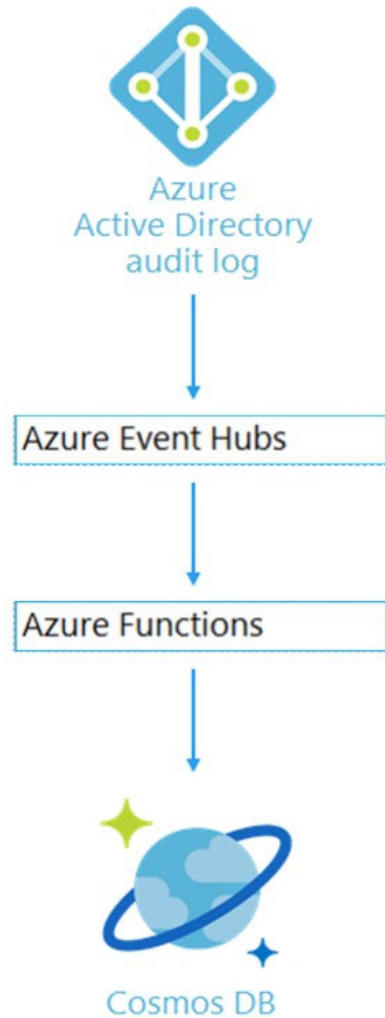 Azure
Active Directory
audit log
Azure Event Hubs
Azure Functions
Cosmos DB